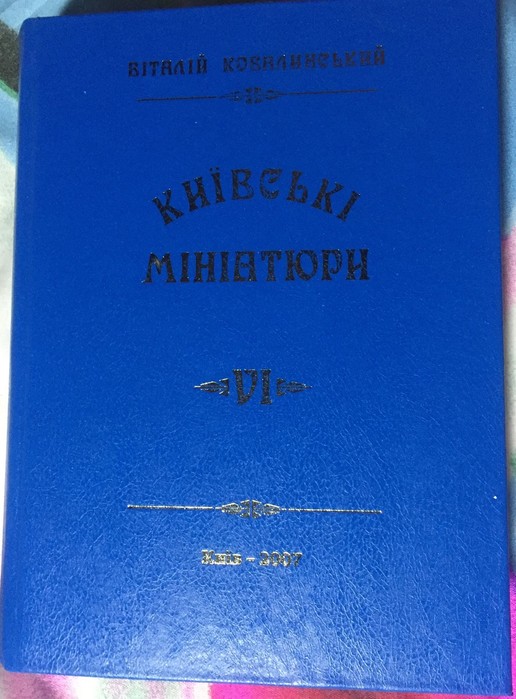 ВІТАЛІЙ КОВАЛИНСЬКИЙ
КИЇВСЬКІ
МІНІАТЮРИ
VI
Київ - 2007